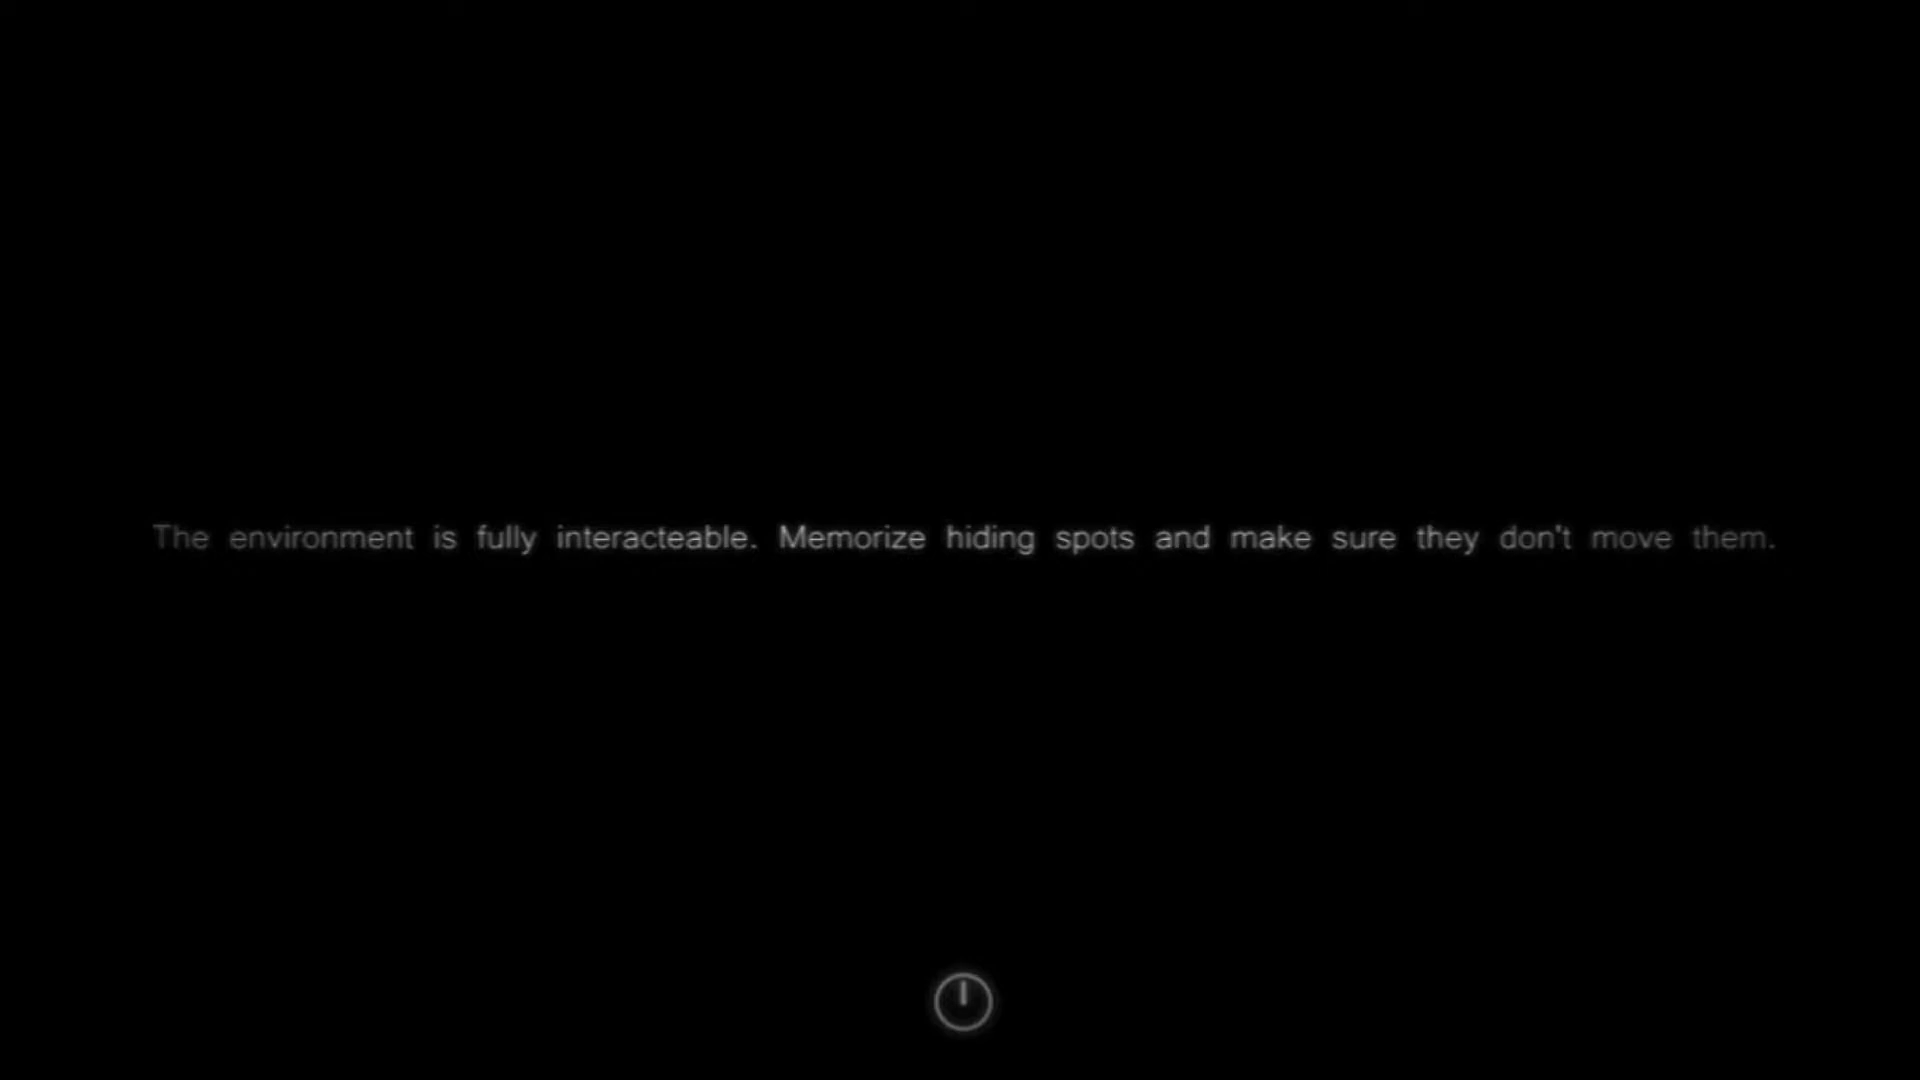 The environment is fully interacteable. Memorize hiding spots and make sure they don't move them.